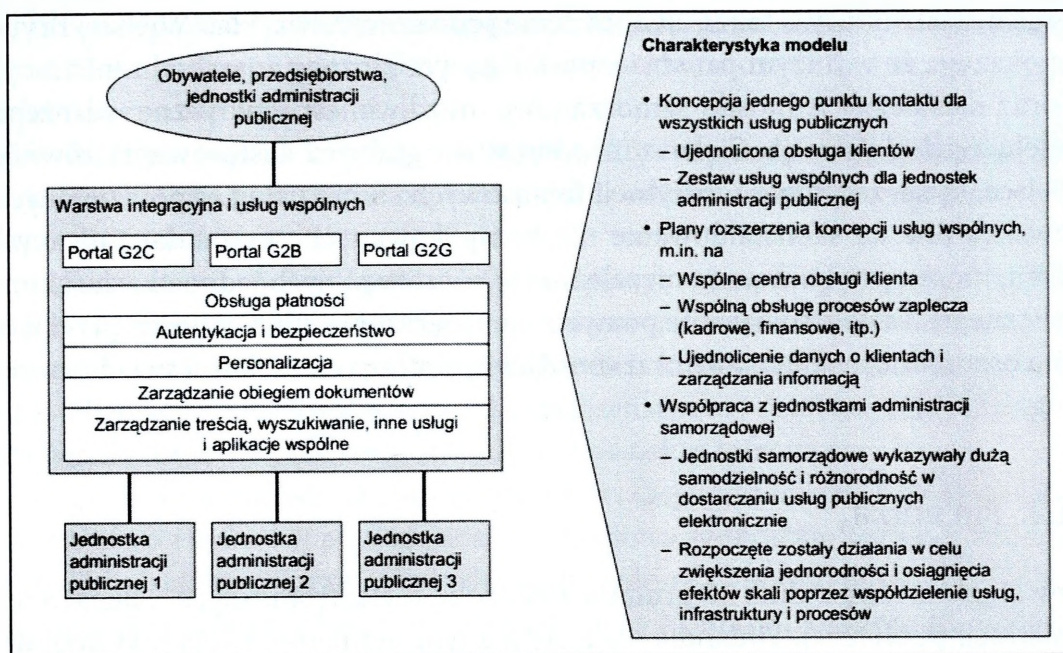 Obywatele, przedsiębiorstwa,
jednostki administracji
publicznej
Warstwa integracyjna i usług wspólnych
Portal G2C
Portal G2B
Portal G2G
Obsługa płatności
Autentykacja i bezpieczeństwo
Personalizacja
Zarządzanie obiegiem dokumentów
Zarządzanie treścią, wyszukiwanie, inne usługi
i aplikacje wspólne
Jednostka
administracji
publicznej 1
Jednostka
administracji
publicznej 2
Jednostka
administracji
publicznej 3
Charakterystyka modelu
• Koncepcja jednego punktu kontaktu dla
wszystkich usług publicznych
– Ujednolicona obsługa klientów
– Zestaw usług wspólnych dla jednostek
administracji publicznej
• Plany rozszerzenia koncepcji usług wspólnych,
m.in. na
– Wspólne centra obsługi klienta
– Wspólną obsługę procesów zaplecza
(kadrowe, finansowe, itp.)
– Ujednolicenie danych o klientach i
zarządzania informacją
• Współpraca z jednostkami administracji
samorządowej
– Jednostki samorządowe wykazywały dużą
samodzielność i różnorodność w
dostarczaniu usług publicznych
elektronicznie
– Rozpoczęte zostały działania w celu
zwiększenia jednorodności i osiągnięcia
efektów skali poprzez współdzielenie usług,
infrastruktury i procesów